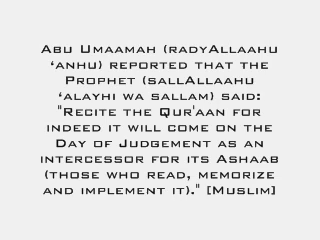 Abu Umaamah (radyAllaahu
‘anhu) reported that the
Prophet (sallAllaahu
‘alayhi wa sallam) said:
"Recite the Qur'aan for
indeed it will come on the
Day of Judgement as an
intercessor for its Ashaab
(those who read, memorize
and implement it)." [Muslim]